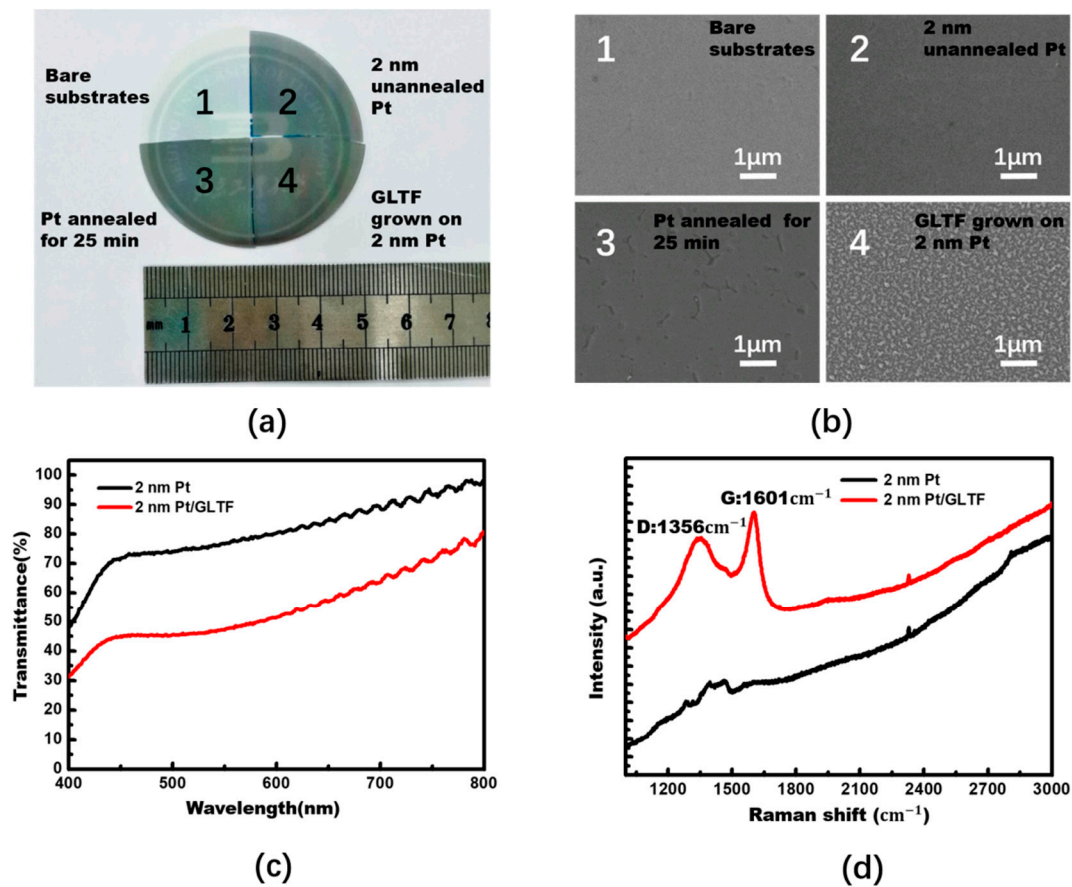 Bare
substrates
1
2
2 nm
unannealed
Pt
3
4
Pt annealed
for 25 min
GLTF
grown on
2 nm Pt
mm 1 2 3 4 5 6 7 8
(a)
1
Bare
substrates
1μm
2
2 nm
unannealed Pt
1μm
3
Pt annealed for
25 min
1μm
4
GLTF grown on
2 nm Pt
1μm
(b)
100
90
80
70
60
50
40
30
20
10
0
Transmittance(%)
2 nm Pt
2 nm Pt/GLTF
400 500 600 700 800
Wavelength(nm)
(c)
Intensity (a.u.)
2 nm Pt
2 nm Pt/GLTF
G:1601cm⁻¹
D:1356cm⁻¹
1200 1500 1800 2100 2400 2700 3000
Raman shift (cm⁻¹)
(d)